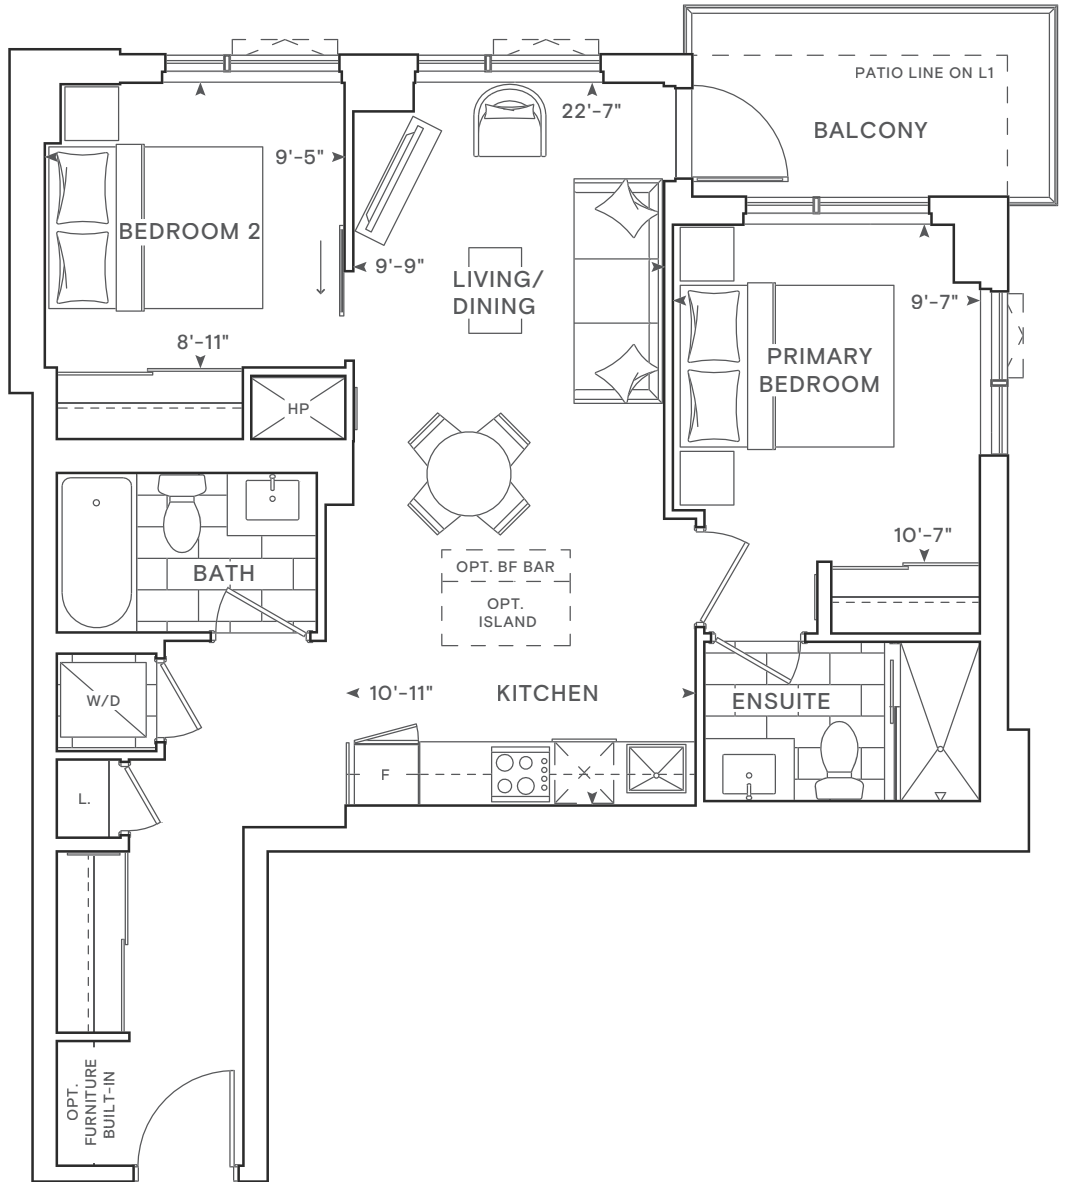 PATIO LINE ON L1
22'-7"
BALCONY
9'-5"
BEDROOM 2
9'-9"
LIVING/
DINING
9'-7"
8'-11"
PRIMARY
BEDROOM
HP
10'-7"
OPT. BF BAR
BATH
OPT.
ISLAND
W/D
10'-11"
KITCHEN
ENSUITE
F
L.
OPT.
FURNITURE
BUILT-IN